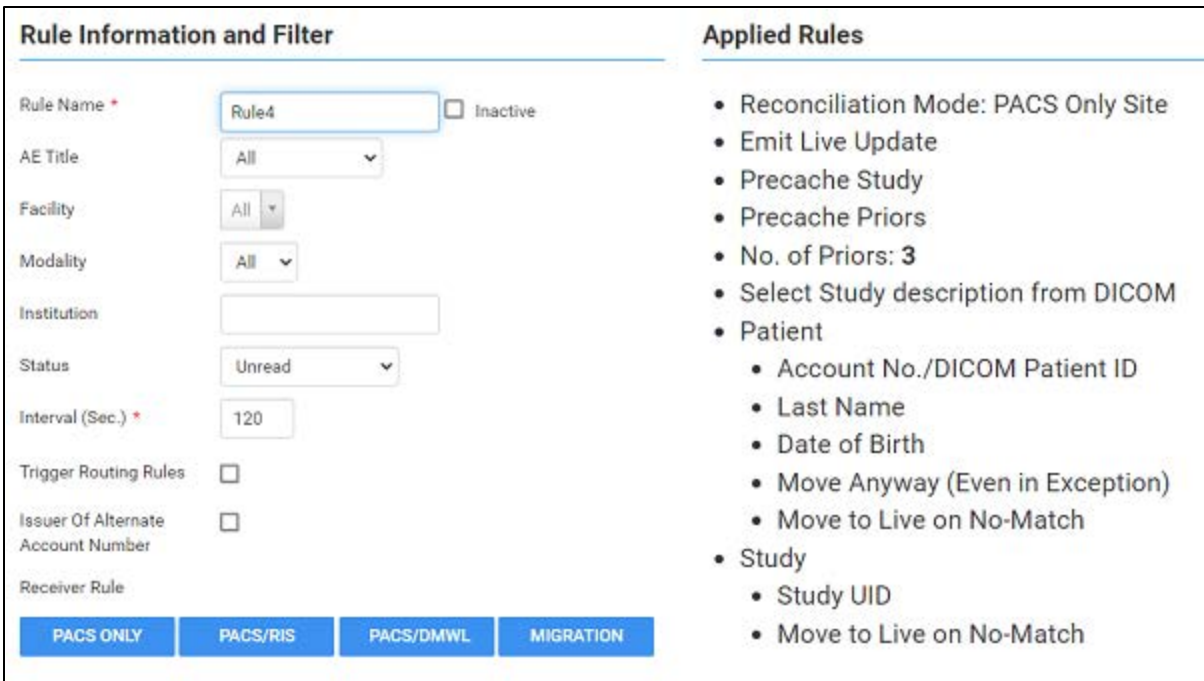 Rule Information and Filter
Rule Name *
Rule4
Inactive
AE Title
All
Facility
All
Modality
All
Institution
Status
Unread
Interval (Sec.) *
120
Trigger Routing Rules
Issuer Of Alternate
Account Number
Receiver Rule
PACS ONLY
PACS/RIS
PACS/DMWL
MIGRATION
Applied Rules
• Reconciliation Mode: PACS Only Site
• Emit Live Update
• Precache Study
• Precache Priors
• No. of Priors: 3
• Select Study description from DICOM
• Patient
• Account No./DICOM Patient ID
• Last Name
• Date of Birth
• Move Anyway (Even in Exception)
• Move to Live on No-Match
• Study
• Study UID
• Move to Live on No-Match